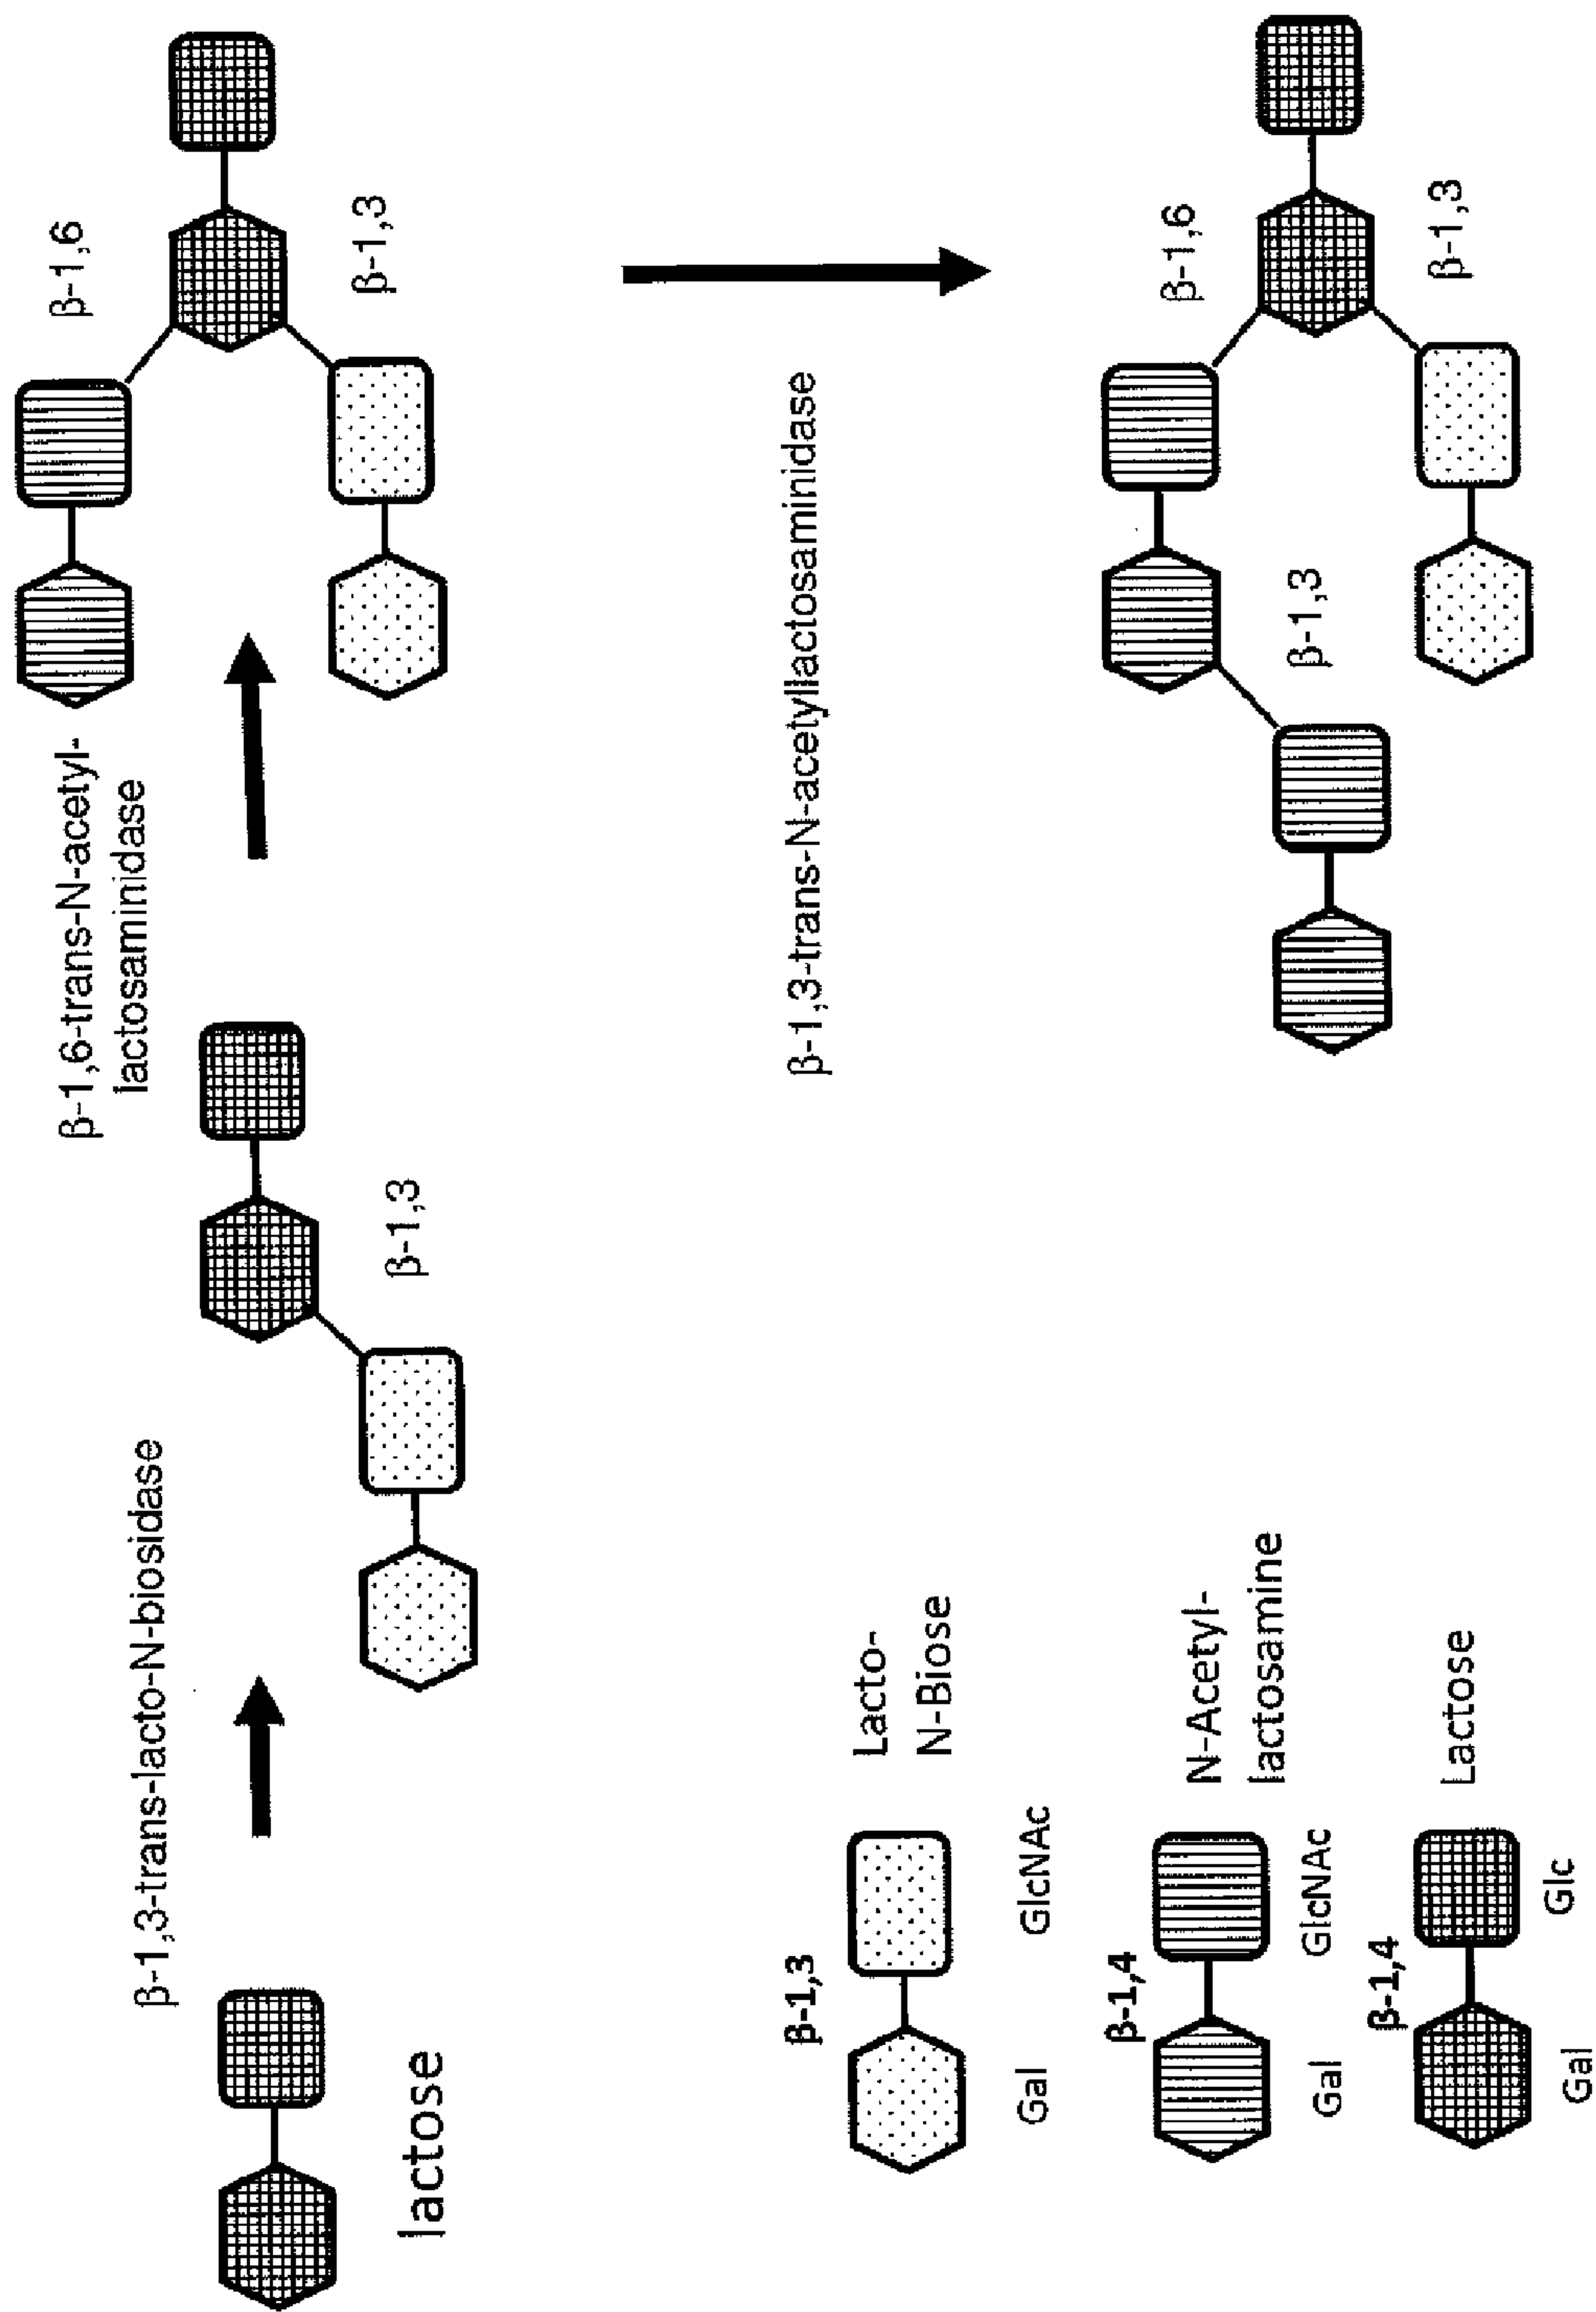 β-1,3-trans-lacto-N-biosidase
β-1,6-trans-N-acetyl-
lactosaminidase
β-1,6
lactose
β-1,3
β-1,3
β-1,3-trans-N-acetyllactosaminidase
β-1,3
Lacto-
N-Biose
Gal
GlcNAc
β-1,6
β-1,4
N-Acetyl-
lactosamine
β-1,3
Gal
GlcNAc
β-1,4
Lactose
β-1,3
Gal
Glc